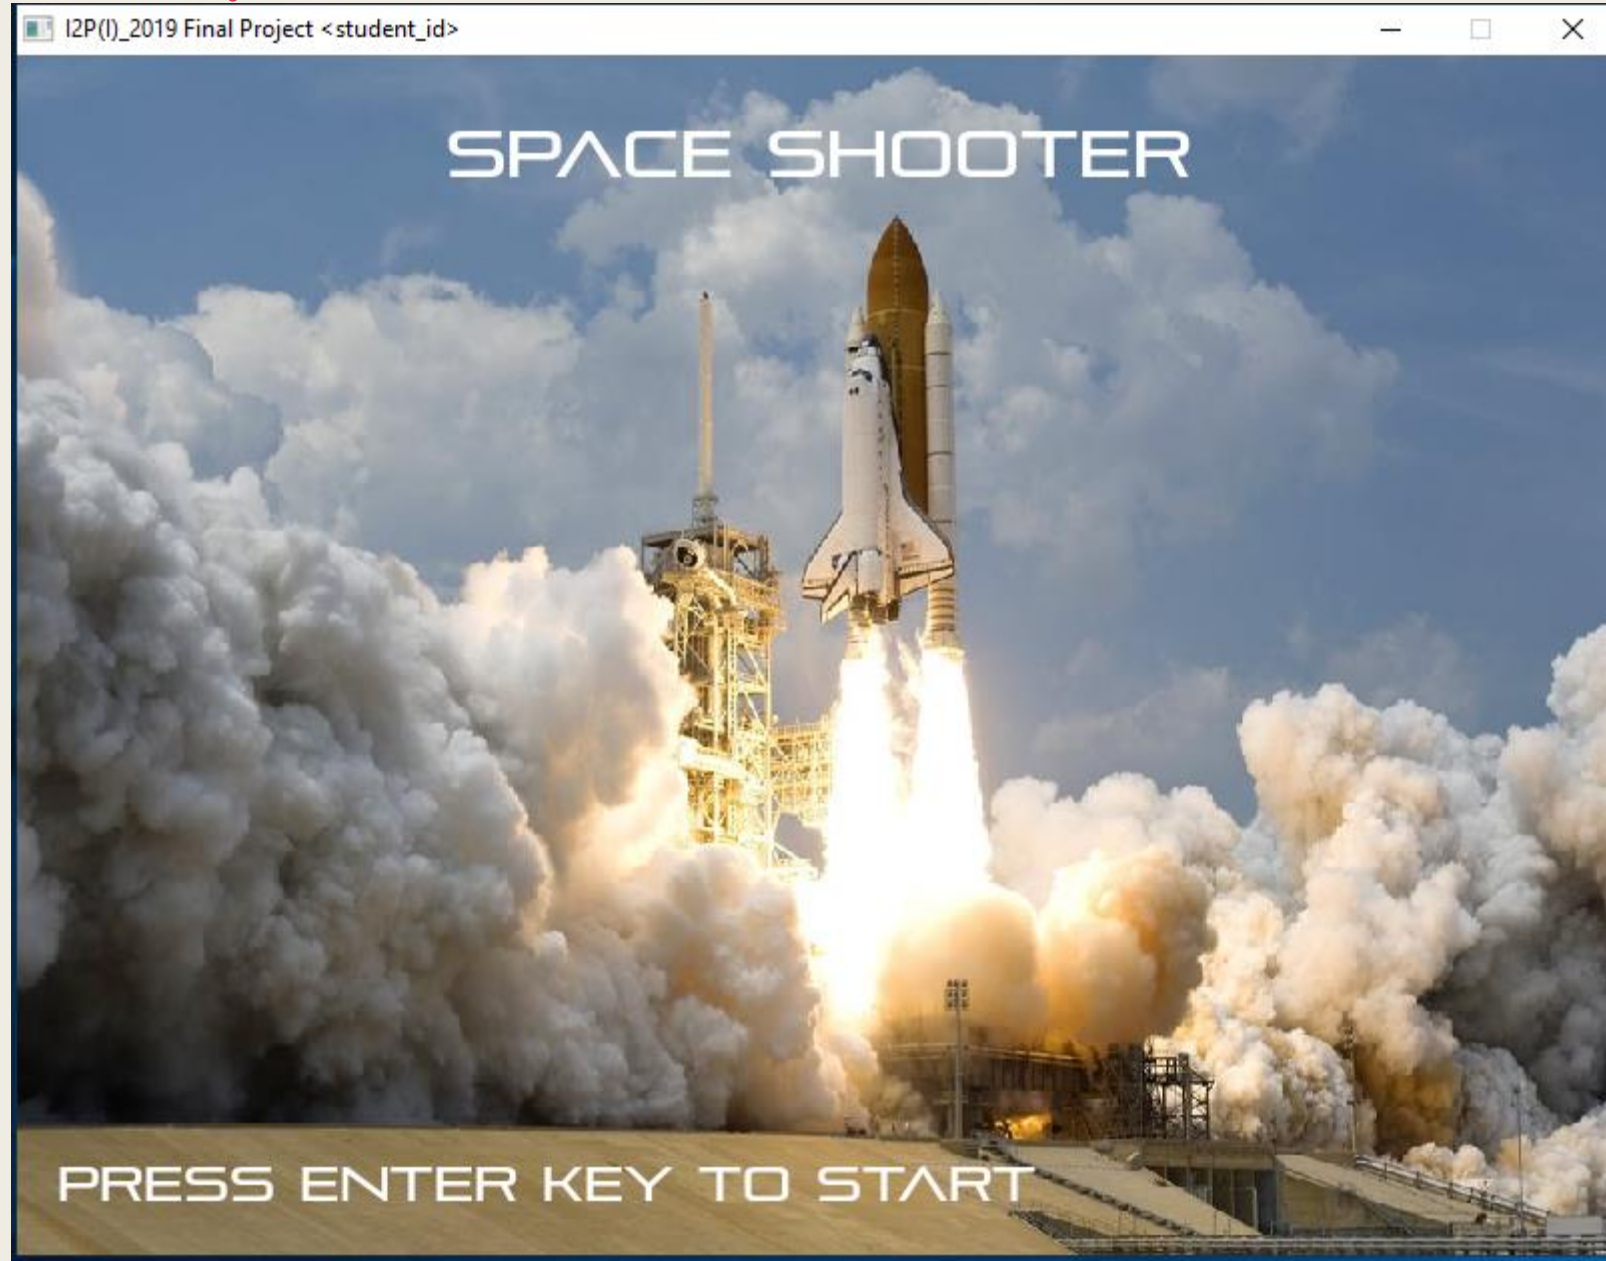 I2P(I)_2019 Final Project <student_id>
SPACE SHOOTER
PRESS ENTER KEY TO START